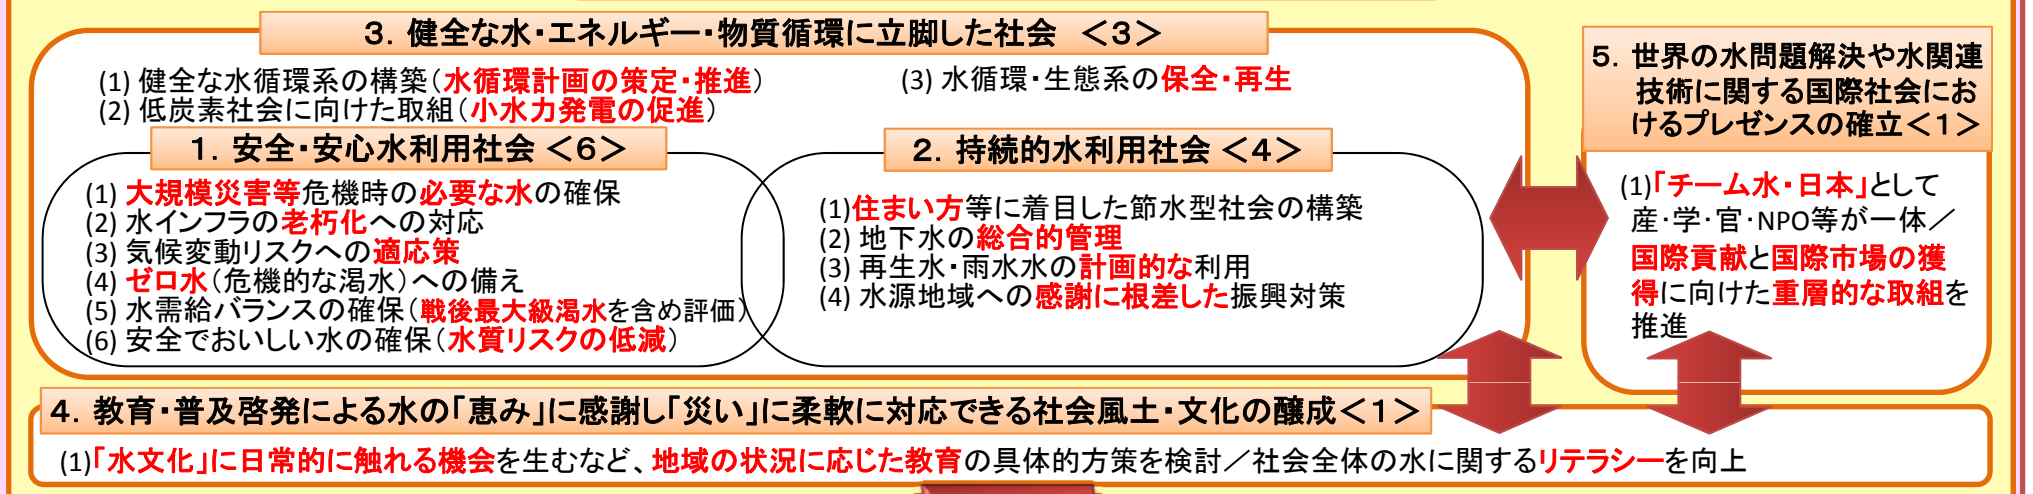 3．健全な水・エネルギー・物質循環に立脚した社会　＜3＞
(1) 健全な水循環系の構築（水循環計画の策定・推進）
(2) 低炭素社会に向けた取組（小水力発電の促進）
(3) 水循環・生態系の保全・再生
1．安全・安心水利用社会 ＜6＞
(1) 大規模災害等危機時の必要な水の確保
(2) 水インフラの老朽化への対応
(3) 気候変動リスクへの適応策
(4) ゼロ水（危機的な渇水）への備え
(5) 水需給バランスの確保（戦後最大級渇水を含め評価）
(6) 安全でおいしい水の確保（水質リスクの低減）
2．持続的水利用社会 ＜4＞
(1)住まい方等に着目した節水型社会の構築
(2) 地下水の総合的管理
(3) 再生水・雨水水の計画的な利用
(4) 水源地域への感謝に根差した振興対策
5．世界の水問題解決や水関連
技術に関する国際社会にお
けるプレゼンスの確立＜1＞
(1)「チーム水・日本」として
産・学・官・NPO等が一体／
国際貢献と国際市場の獲
得に向けた重層的な取組を
推進
4．教育・普及啓発による水の「恵み」に感謝し「災い」に柔軟に対応できる社会風土・文化の醸成＜1＞
(1)「水文化」に日常的に触れる機会を生むなど、地域の状況に応じた教育の具体的方策を検討／社会全体の水に関するリテラシーを向上